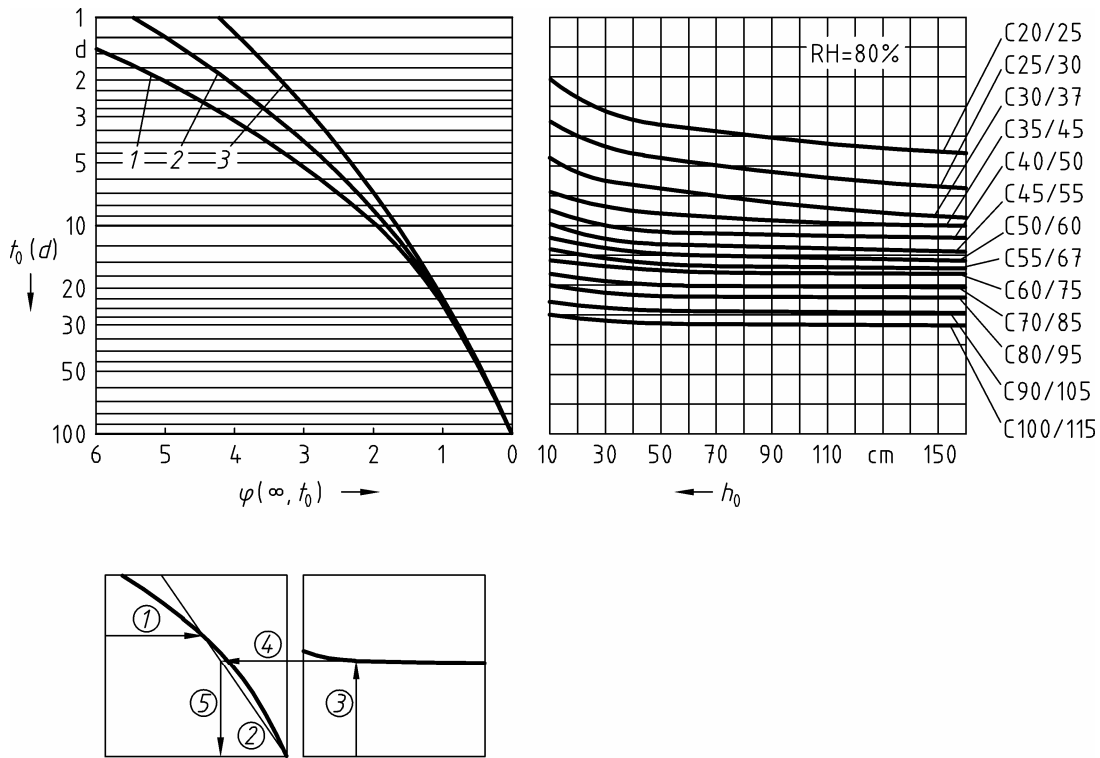 1
d
2
3
5
10
20
30
50
100
t₀ (d)
6 5 4 3 2 1 0
φ(∞, t₀)
1 2 3
RH=80%
10 30 50 70 90 110 cm 150
h₀
C20/25
C25/30
C30/37
C35/45
C40/50
C45/55
C50/60
C55/67
C60/75
C70/85
C80/95
C90/105
C100/115
①
②
③
④
⑤